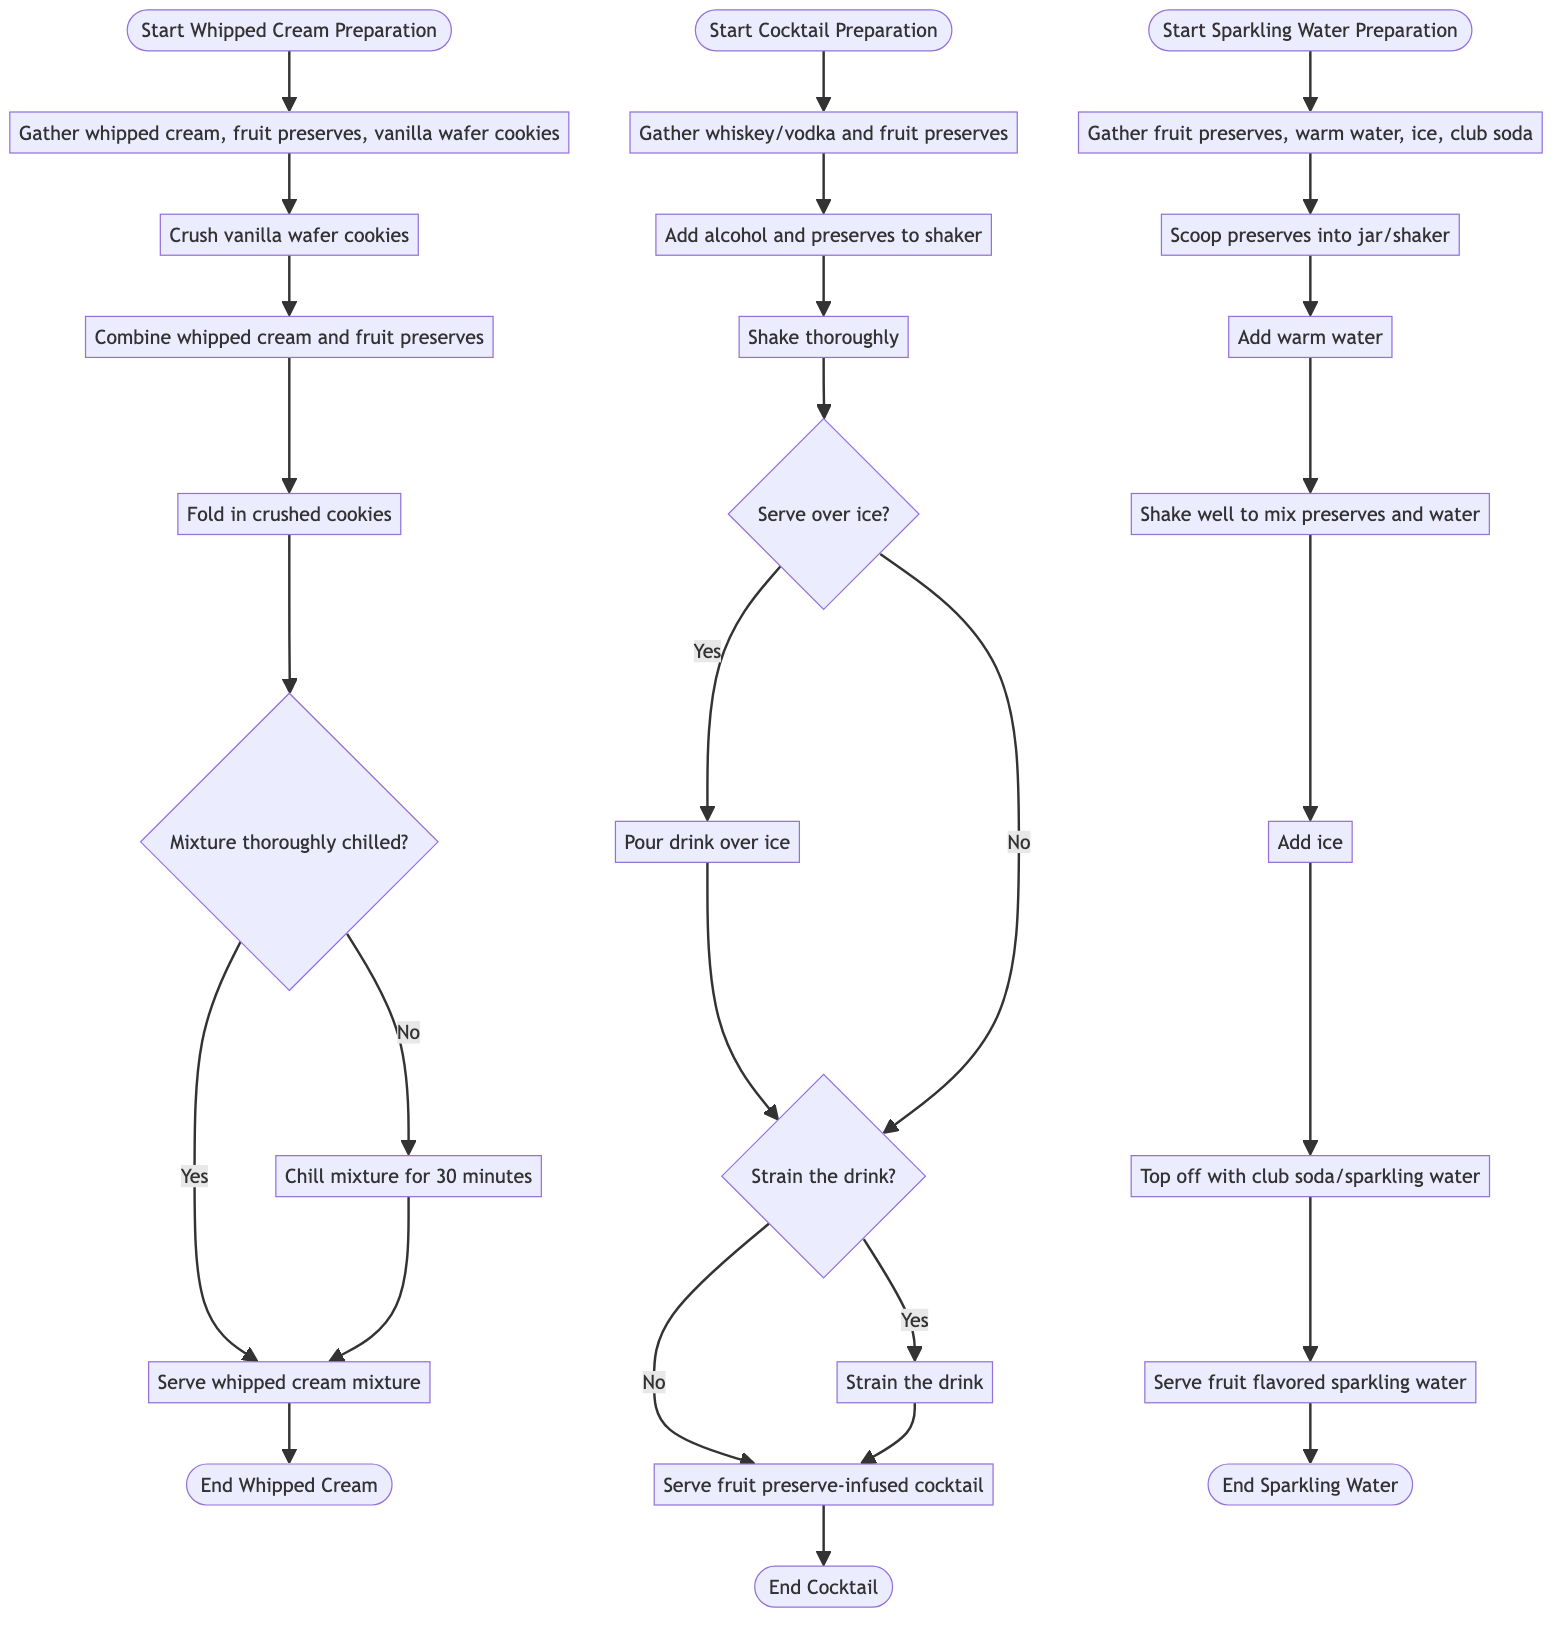 Start Whipped Cream Preparation
Gather whipped cream, fruit preserves, vanilla wafer cookies
Crush vanilla wafer cookies
Combine whipped cream and fruit preserves
Fold in crushed cookies
Mixture thoroughly chilled?
No
Yes
Chill mixture for 30 minutes
Serve whipped cream mixture
End Whipped Cream
Start Cocktail Preparation
Gather whiskey/vodka and fruit preserves
Add alcohol and preserves to shaker
Shake thoroughly
Serve over ice?
Yes
Pour drink over ice
No
Strain the drink?
Yes
No
Strain the drink
Serve fruit preserve-infused cocktail
End Cocktail
Start Sparkling Water Preparation
Gather fruit preserves, warm water, ice, club soda
Scoop preserves into jar/shaker
Add warm water
Shake well to mix preserves and water
Add ice
Top off with club soda/sparkling water
Serve fruit flavored sparkling water
End Sparkling Water